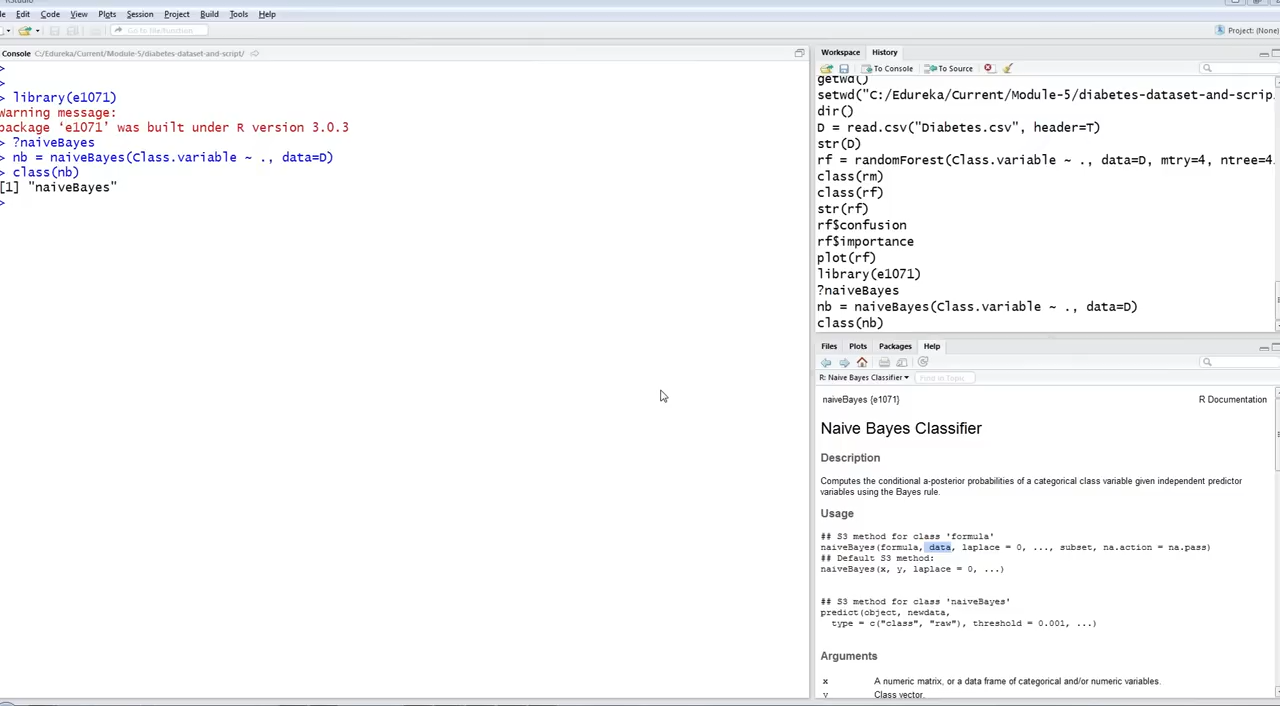 Edit Code View Plots Session Project Build Tools Help
Go to file/function
Project: (None)
Console C:/Edureka/Current/Module-5/diabetes-dataset-and-script/
>
>
> library(e1071)
Warning message:
package ‘e1071’ was built under R version 3.0.3
> ?naiveBayes
> nb = naiveBayes(Class.variable ~ ., data=D)
> class(nb)
[1] "naiveBayes"
>
Workspace History
To Console To Source
getwd()
setwd("C:/Edureka/Current/Module-5/diabetes-dataset-and-scrip
dir()
D = read.csv("Diabetes.csv", header=T)
str(D)
rf = randomForest(Class.variable ~ ., data=D, mtry=4, ntree=4
class(rm)
class(rf)
str(rf)
rf$confusion
rf$importance
plot(rf)
library(e1071)
?naiveBayes
nb = naiveBayes(Class.variable ~ ., data=D)
class(nb)
Files Plots Packages Help
R: Naive Bayes Classifier Find in Topic
naiveBayes {e1071} R Documentation
Naive Bayes Classifier
Description
Computes the conditional a-posterior probabilities of a categorical class variable given independent predictor
variables using the Bayes rule.
Usage
## S3 method for class 'formula'
naiveBayes(formula, data, laplace = 0, ..., subset, na.action = na.pass)
## Default S3 method:
naiveBayes(x, y, laplace = 0, ...)
## S3 method for class 'naiveBayes'
predict(object, newdata,
type = c("class", "raw"), threshold = 0.001, ...)
Arguments
x A numeric matrix, or a data frame of categorical and/or numeric variables.
y Class vector.